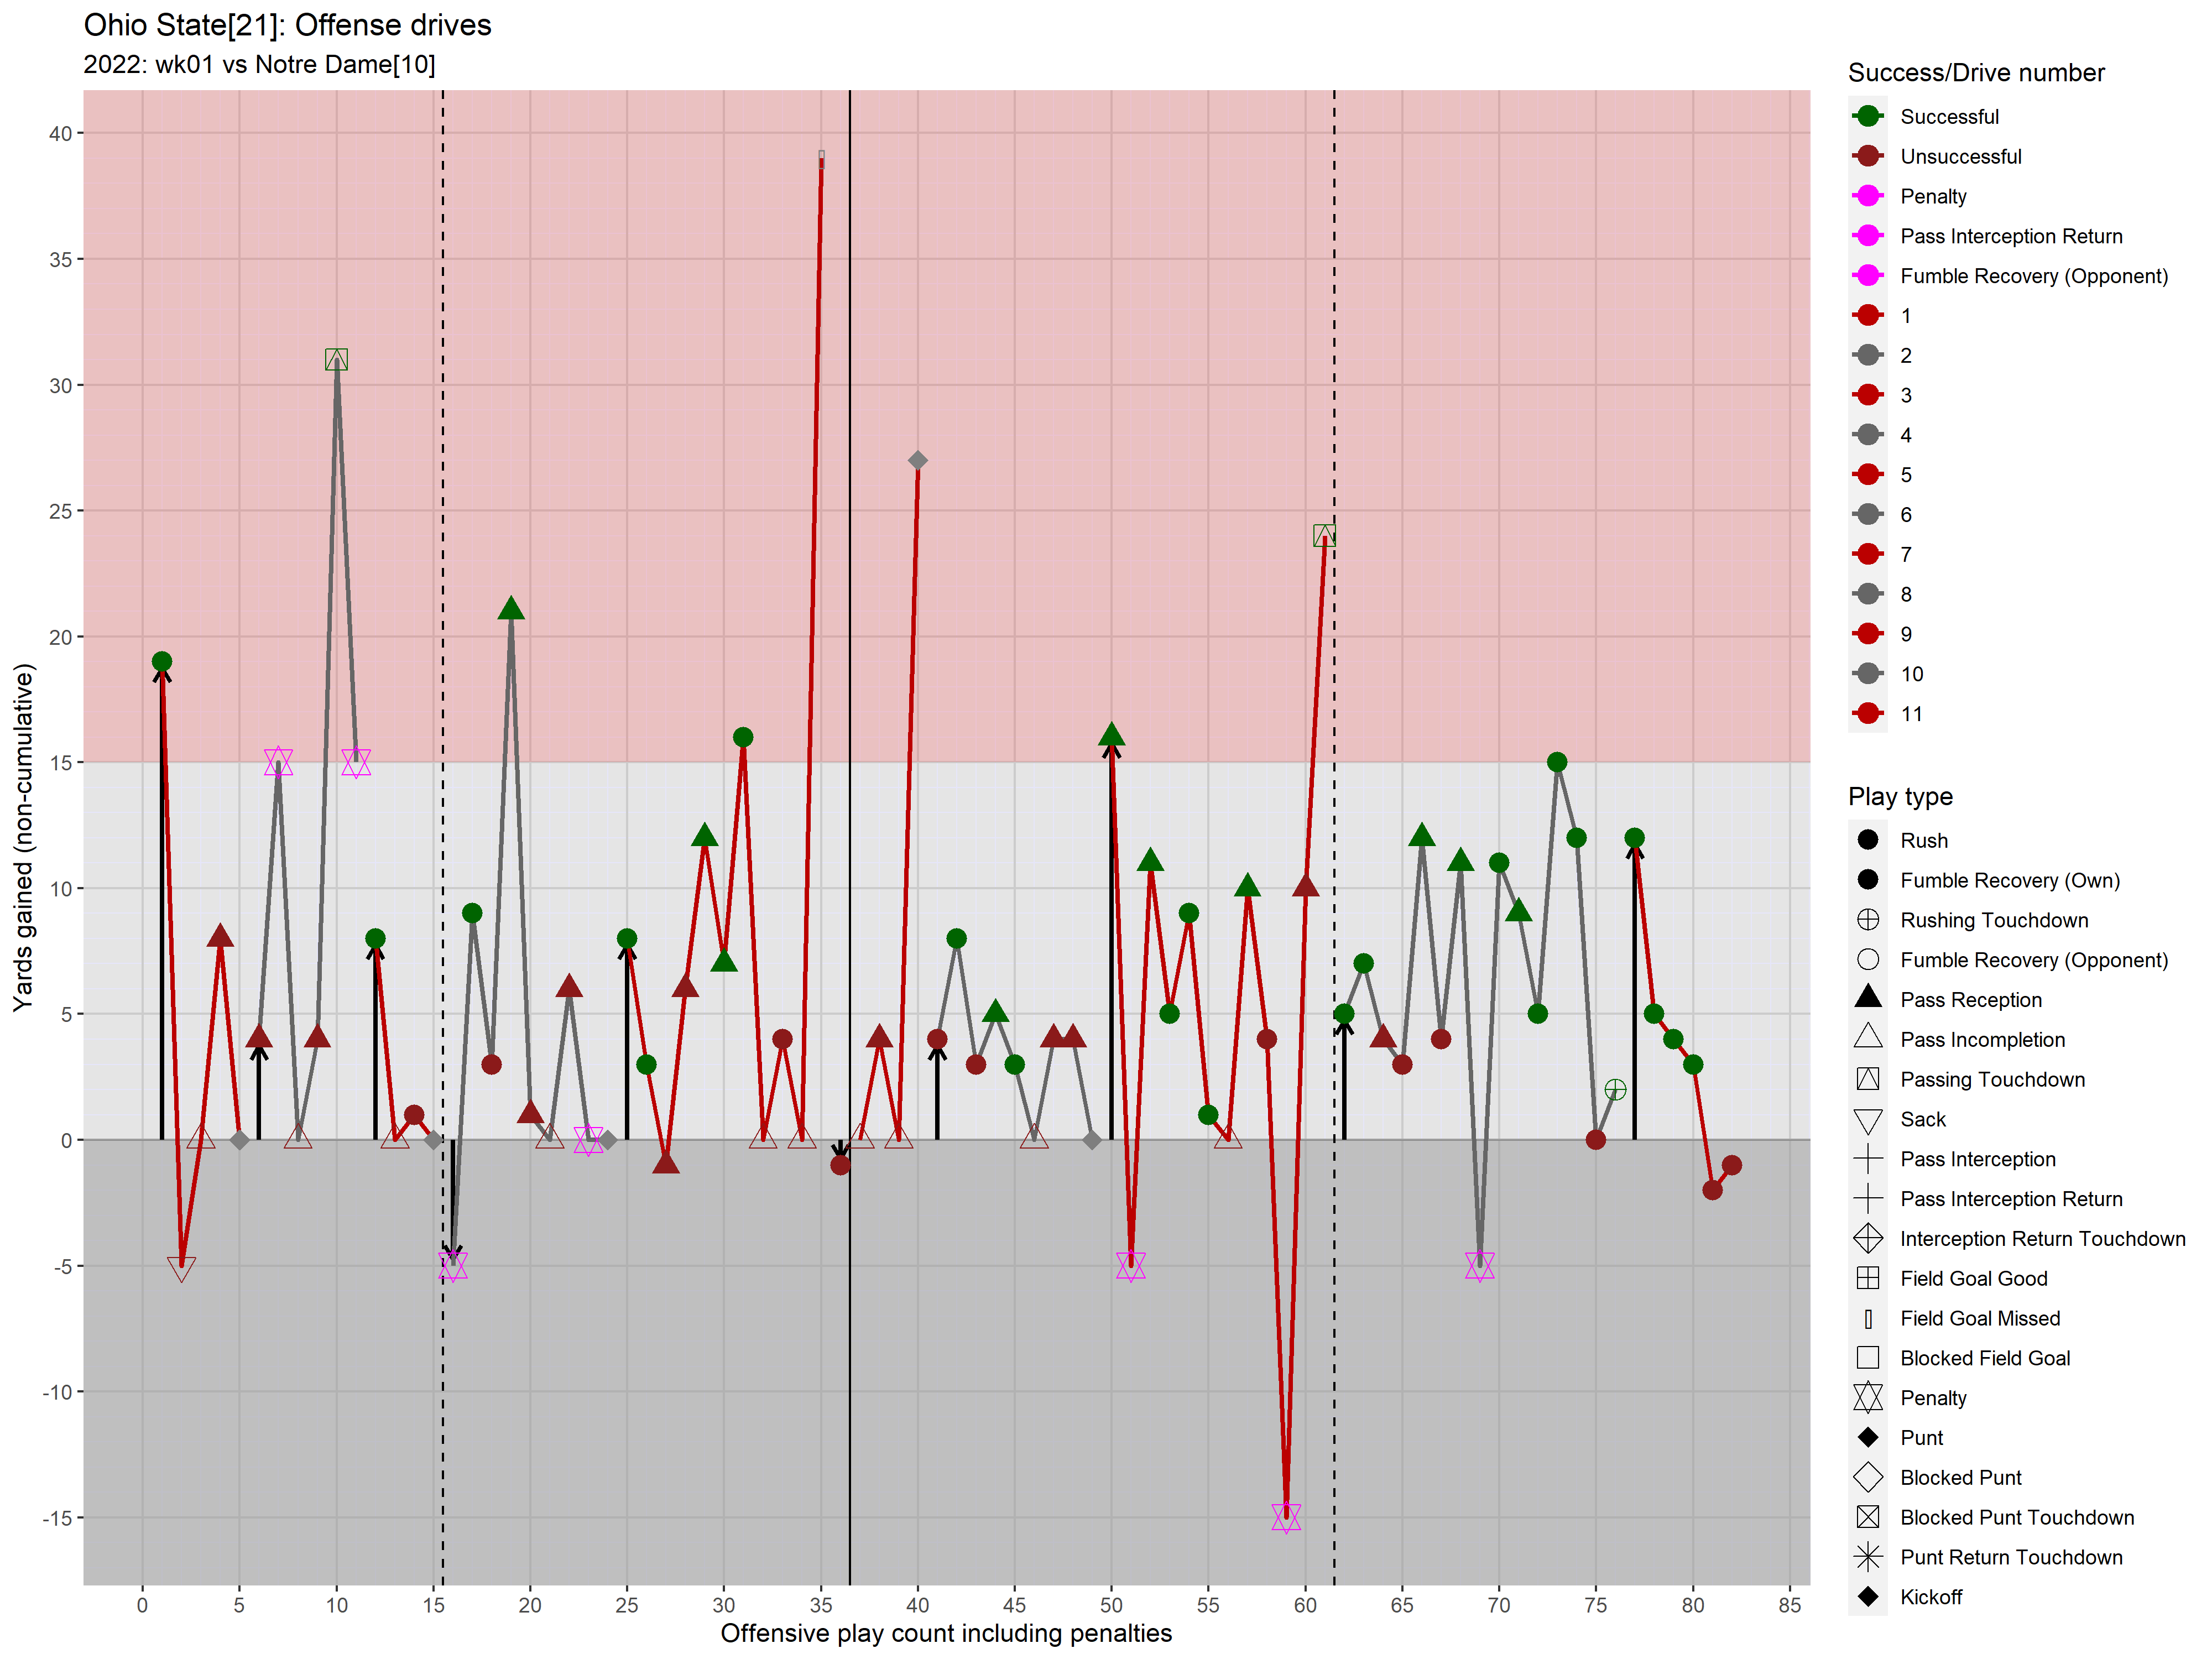 Ohio State[21]: Offense drives
2022: wk01 vs Notre Dame[10]
Yards gained (non-cumulative)
40
35
30
25
20
15
10
5
0
-5
-10
-15
0 5 10 15 20 25 30 35 40 45 50 55 60 65 70 75 80 85
Offensive play count including penalties
Success/Drive number
Successful
Unsuccessful
Penalty
Pass Interception Return
Fumble Recovery (Opponent)
1
2
3
4
5
6
7
8
9
10
11
Play type
Rush
Fumble Recovery (Own)
Rushing Touchdown
Fumble Recovery (Opponent)
Pass Reception
Pass Incompletion
Passing Touchdown
Sack
Pass Interception
Pass Interception Return
Interception Return Touchdown
Field Goal Good
Field Goal Missed
Blocked Field Goal
Penalty
Punt
Blocked Punt
Blocked Punt Touchdown
Punt Return Touchdown
Kickoff